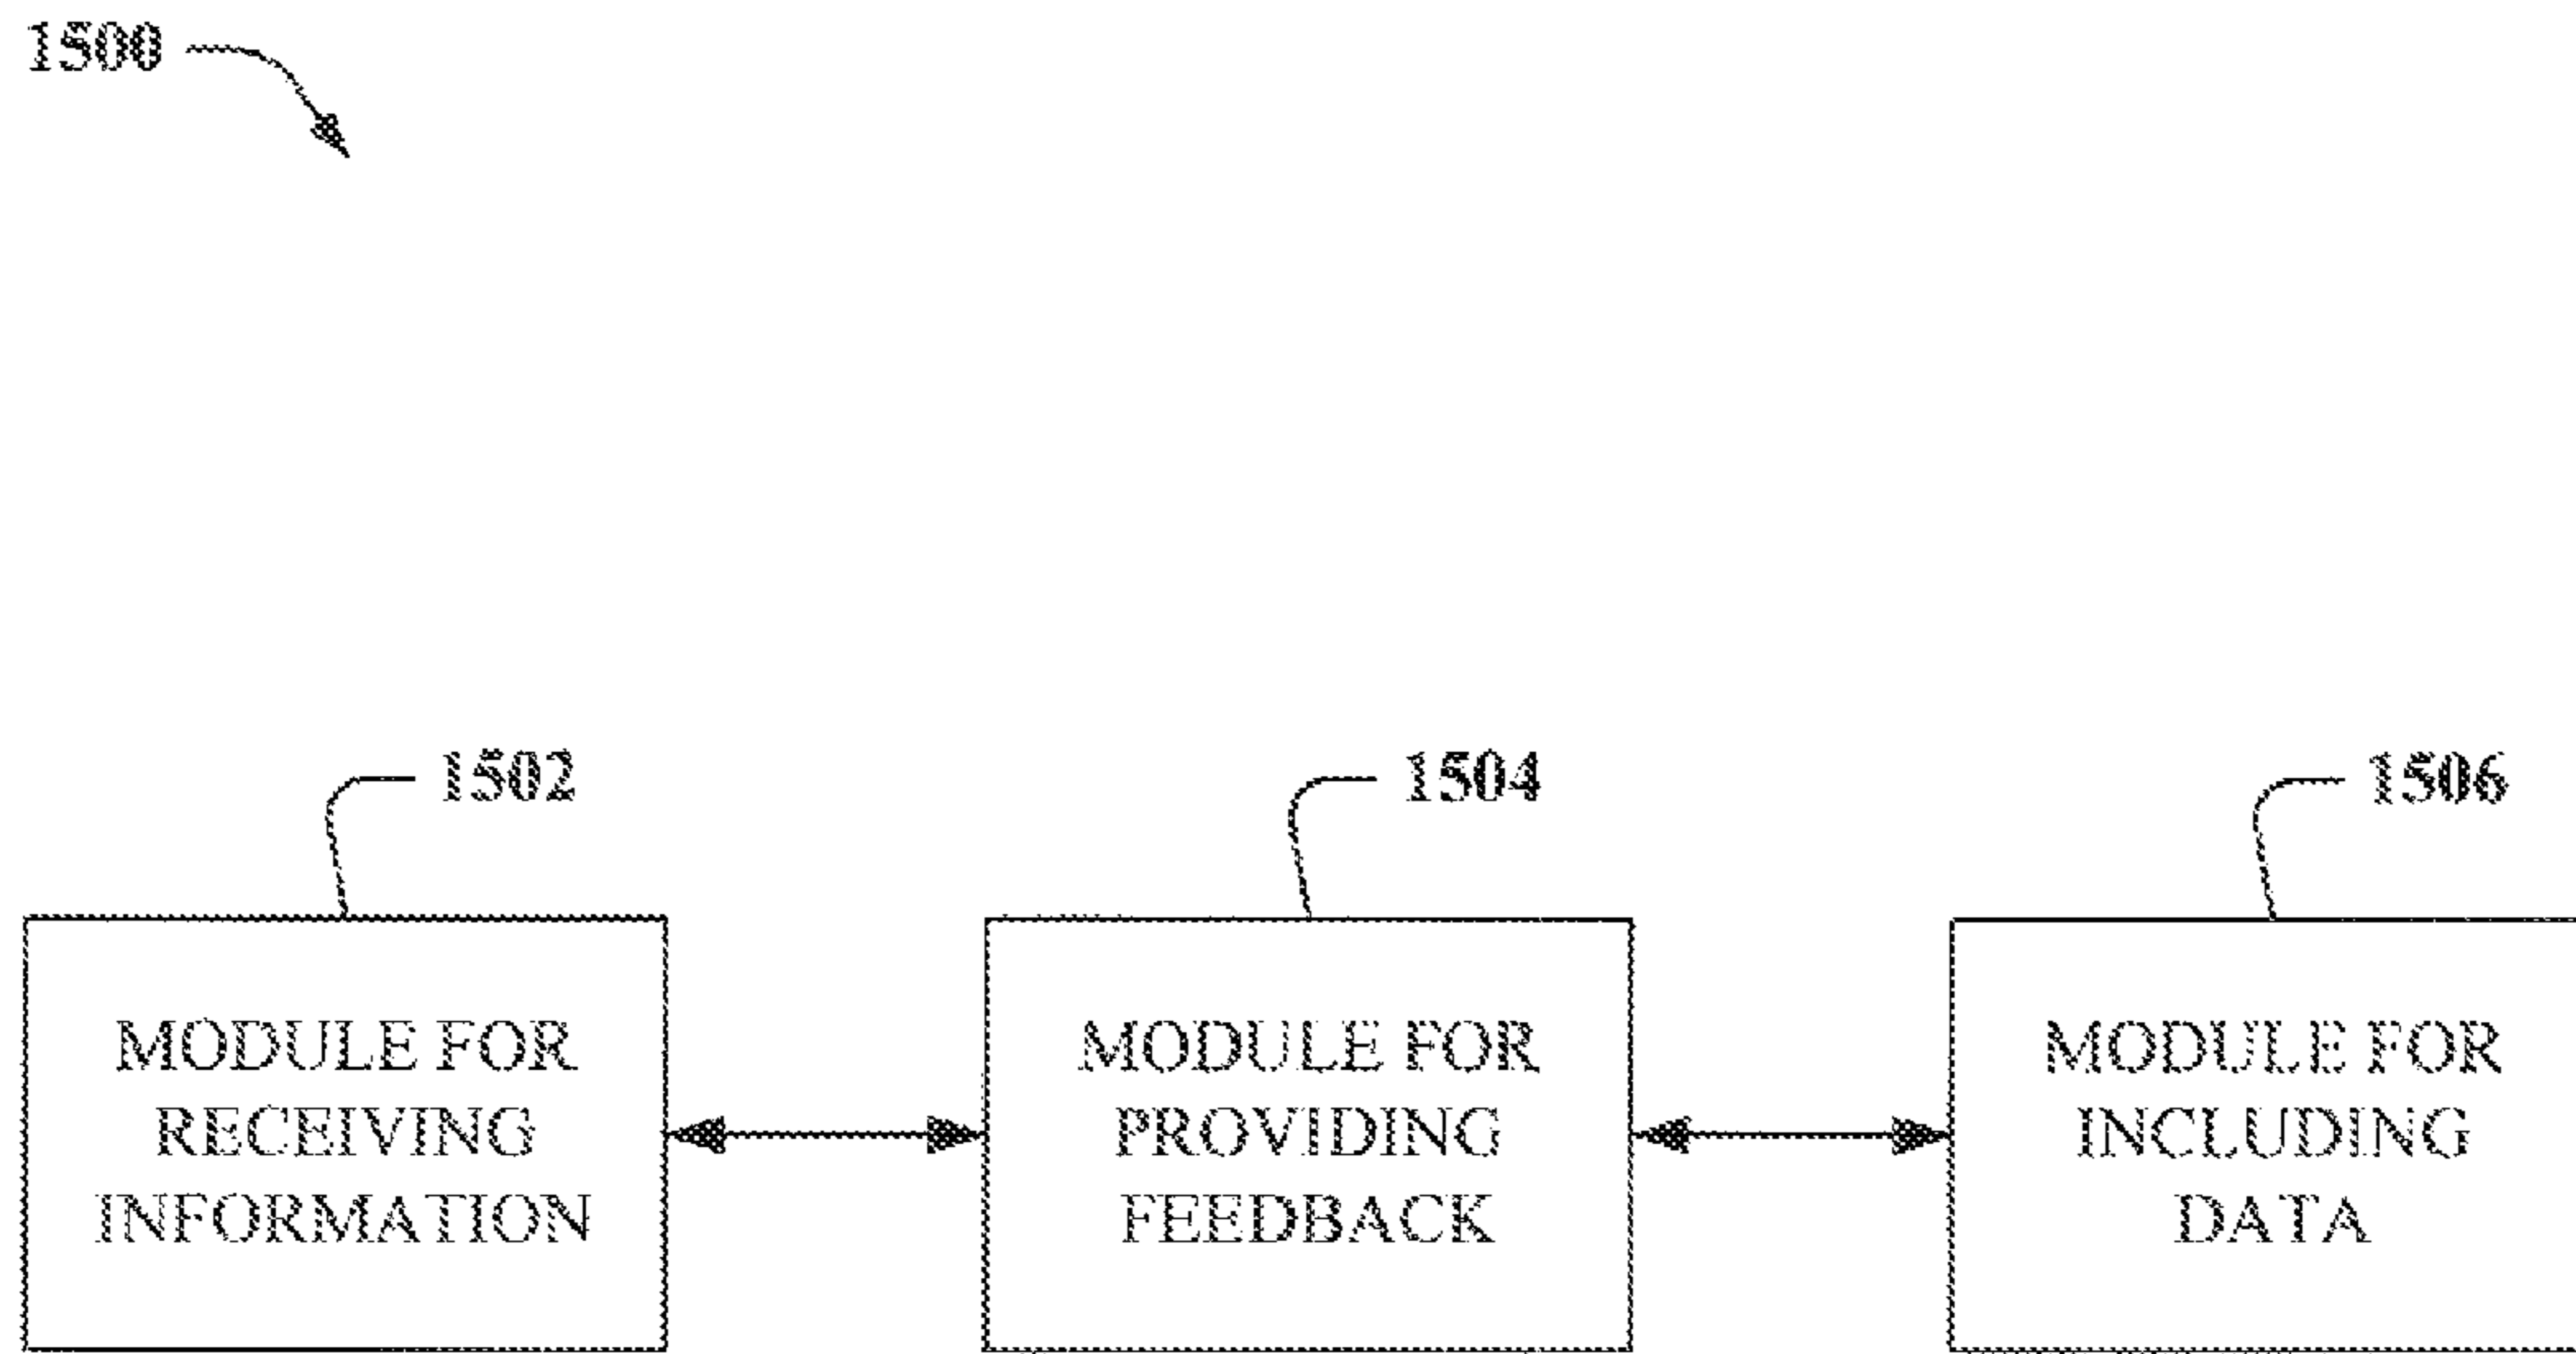 1500
1502
1504
1506
MODULE FOR
RECEIVING
INFORMATION
MODULE FOR
PROVIDING
FEEDBACK
MODULE FOR
INCLUDING
DATA